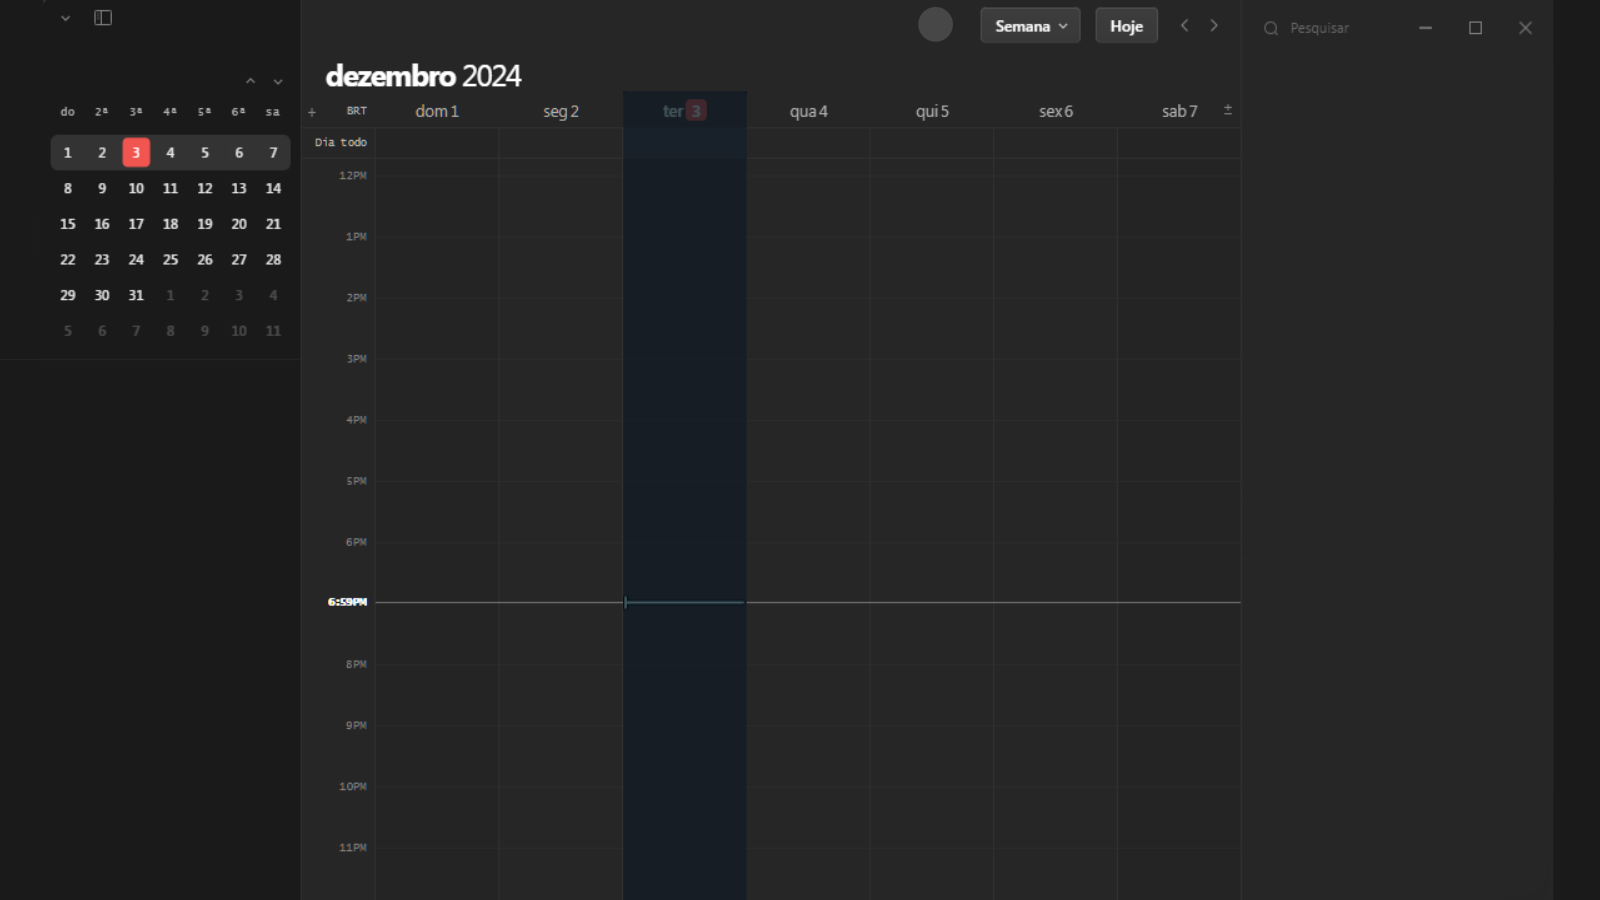 Semana Hoje Pesquisar
dezembro 2024
do 2ª 3ª 4ª 5ª 6ª sa
1 2 3 4 5 6 7
8 9 10 11 12 13 14
15 16 17 18 19 20 21
22 23 24 25 26 27 28
29 30 31 1 2 3 4
5 6 7 8 9 10 11
+ BRT dom 1 seg 2 ter 3 qua 4 qui 5 sex 6 sab 7 ±
Dia todo
12PM
1PM
2PM
3PM
4PM
5PM
6PM
6:59PM
8PM
9PM
10PM
11PM